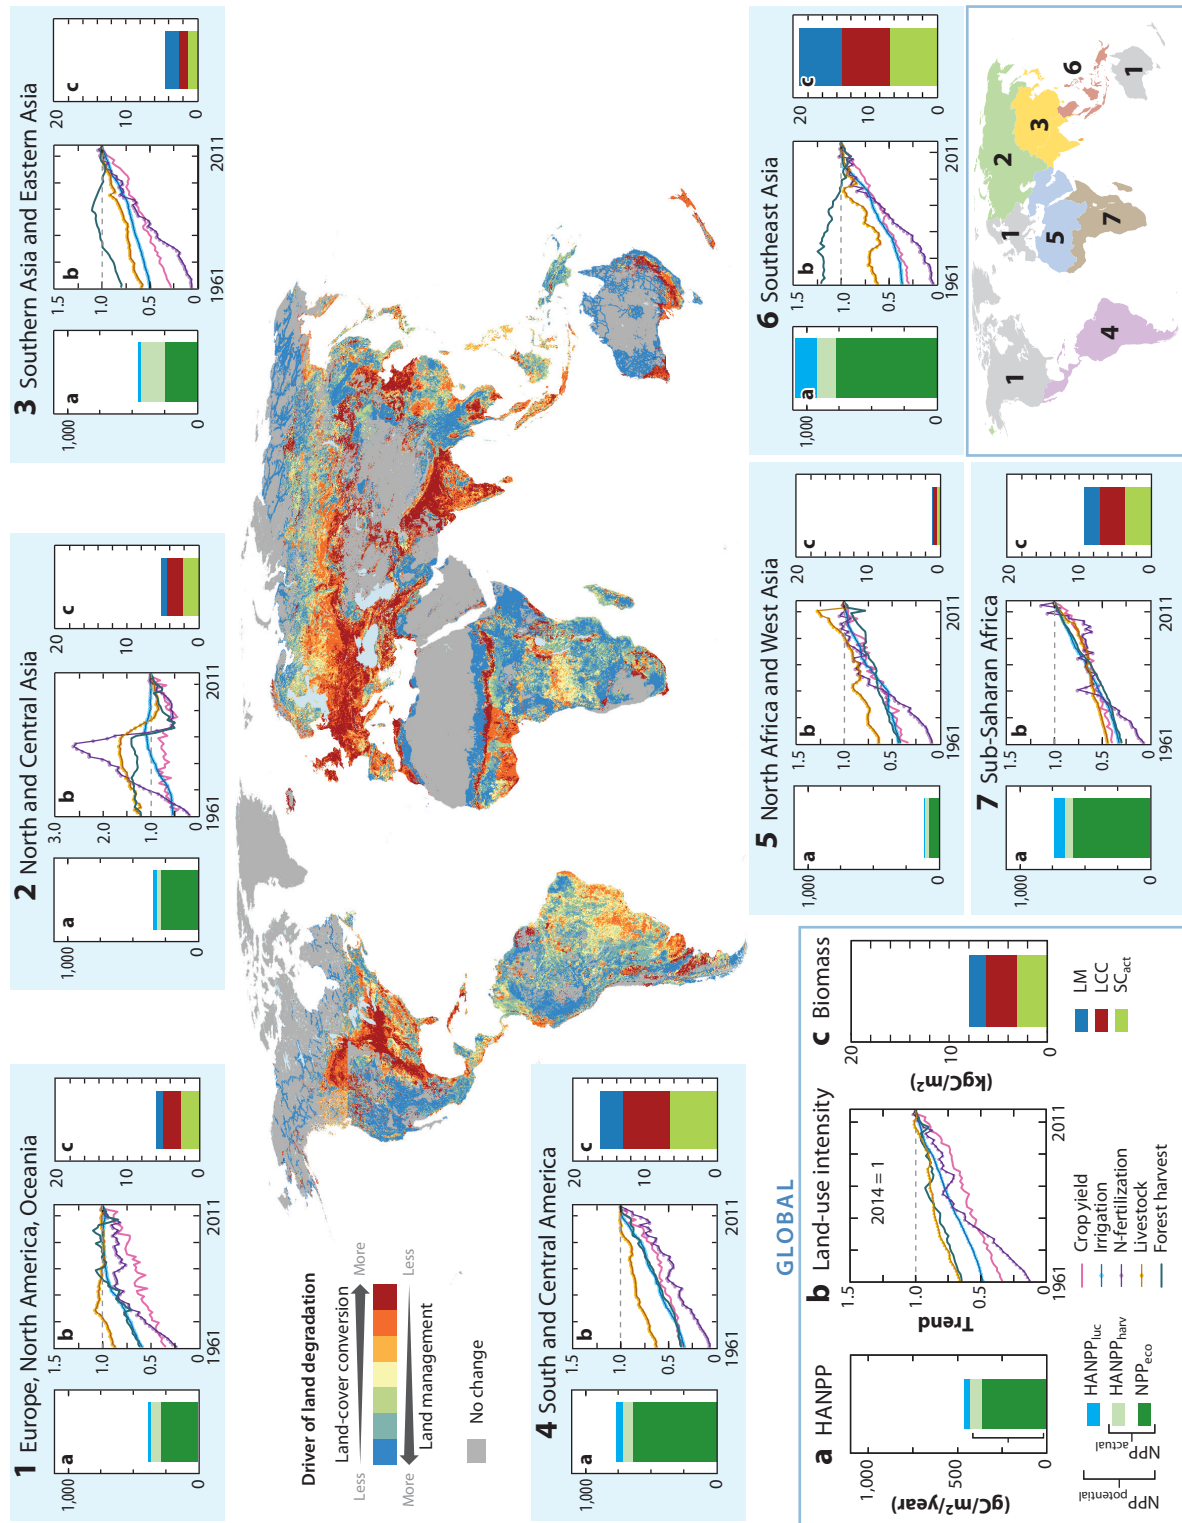 1 Europe, North America, Oceania
a
1,000
0
b
1.5
1.0
0.5
0
1961
2011
c
20
10
0
2 North and Central Asia
a
1,000
0
b
3.0
2.0
1.0
0
1961
2011
c
20
10
0
3 Southern Asia and Eastern Asia
a
1,000
0
b
1.5
1.0
0.5
0
1961
2011
c
20
10
0
Driver of land degradation
Land-cover conversion
Less
More
More
Less
Land management
No change
4 South and Central America
a
1,000
0
b
1.5
1.0
0.5
0
1961
2011
c
20
10
0
5 North Africa and West Asia
a
1,000
0
b
1.5
1.0
0.5
0
1961
2011
c
20
10
0
6 Southeast Asia
a
1,000
0
b
1.5
1.0
0.5
0
1961
2011
c
20
10
0
GLOBAL
a HANPP
(gC/m²/year)
1,000
500
0
HANPPluc
HANPPharv
NPPeco
NPPactual
NPPpotential
b Land-use intensity
Trend
1.5
1.0
0.5
0
2014 = 1
1961
2011
Crop yield
Irrigation
N-fertilization
Livestock
Forest harvest
c Biomass
(kgC/m²)
20
10
0
LM
LCC
SCact
7 Sub-Saharan Africa
a
1,000
0
b
1.5
1.0
0.5
0
1961
2011
c
20
10
0
1
1
2
3
4
5
6
7
1